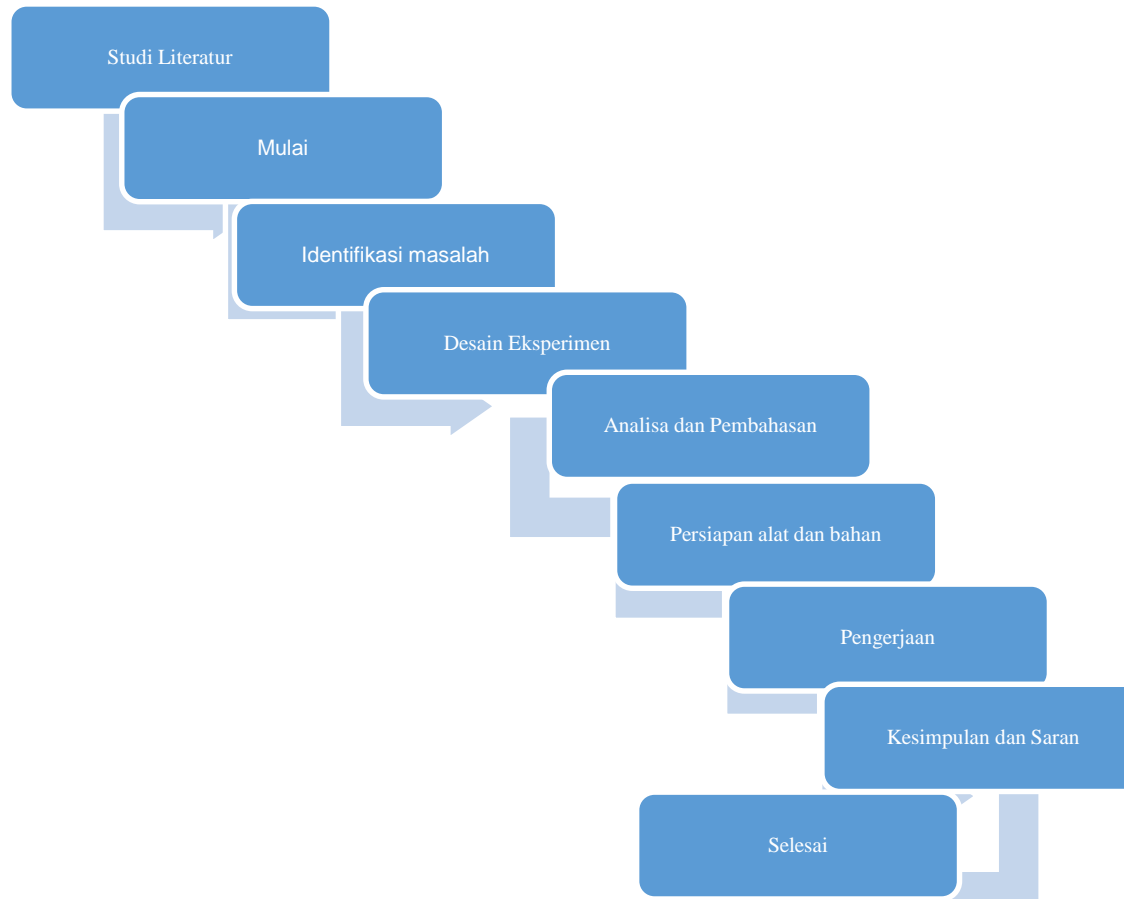 Studi Literatur
Mulai
Identifikasi masalah
Desain Eksperimen
Analisa dan Pembahasan
Persiapan alat dan bahan
Pengerjaan
Kesimpulan dan Saran
Selesai